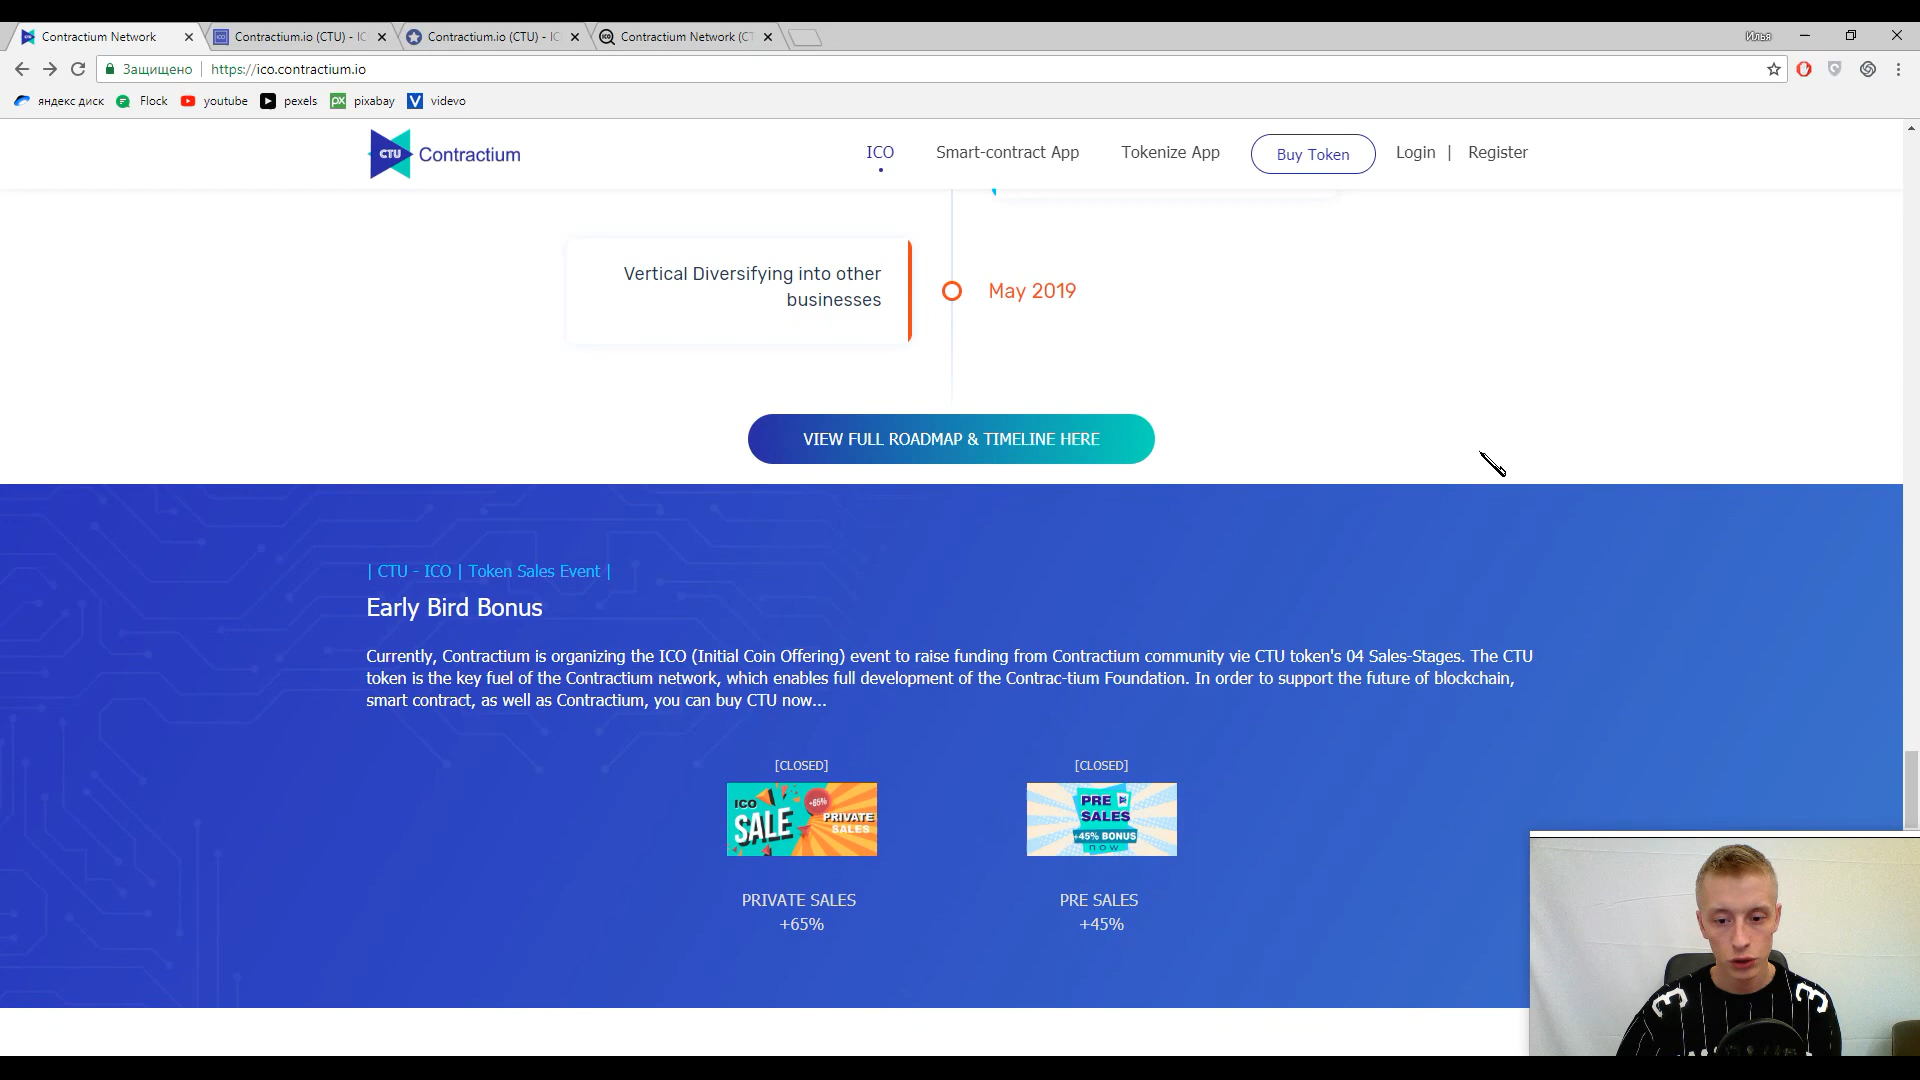 Contractium Network
Contractium.io (CTU) - IC
Contractium.io (CTU) - IC
Contractium Network (CT
Илья
Защищено
https://ico.contractium.io
яндекс диск
Flock
youtube
pexels
pixabay
videvo
CTU
Contractium
ICO
Smart-contract App
Tokenize App
Buy Token
Login |
Register
Vertical Diversifying into other
businesses
May 2019
VIEW FULL ROADMAP & TIMELINE HERE
| CTU - ICO | Token Sales Event |
Early Bird Bonus
Currently, Contractium is organizing the ICO (Initial Coin Offering) event to raise funding from Contractium community vie CTU token's 04 Sales-Stages. The CTU
token is the key fuel of the Contractium network, which enables full development of the Contrac-tium Foundation. In order to support the future of blockchain,
smart contract, as well as Contractium, you can buy CTU now...
[CLOSED]
ICO
SALE
-65%
PRIVATE
SALES
PRIVATE SALES
+65%
[CLOSED]
PRE
SALES
+45% BONUS
now
PRE SALES
+45%